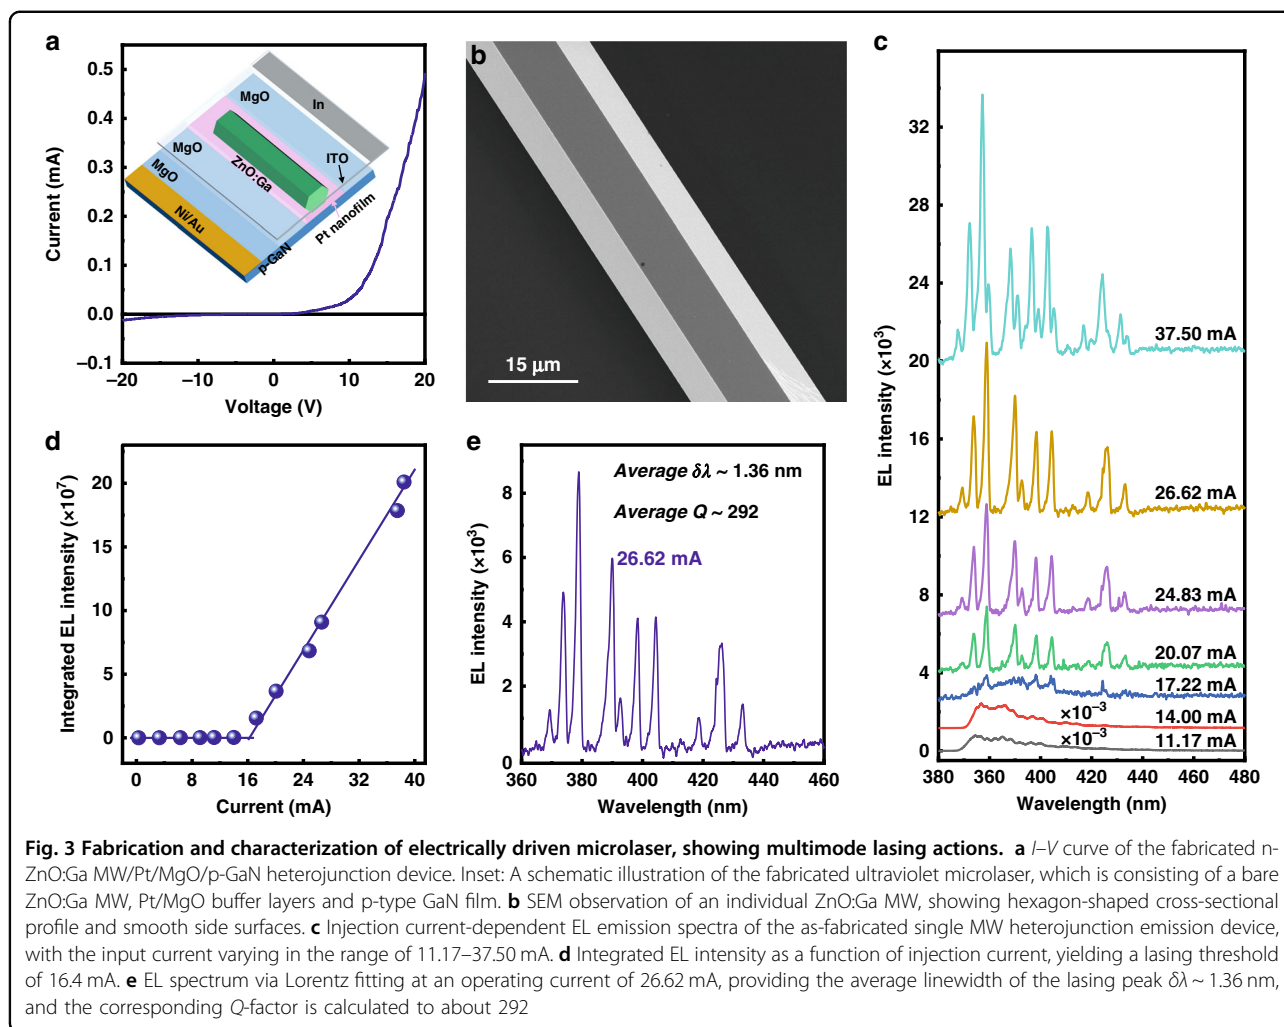 a
0.5
0.4
0.3
0.2
0.1
0.0
–0.1
–20
–10
0
10
20
Current (mA)
Voltage (V)
MgO
In
MgO
MgO
ZnO:Ga
ITO
Ni/Au
p-GaN
Pt nanofilm
b
15 μm
c
32
28
24
20
16
12
8
4
0
EL intensity (×10³)
37.50 mA
26.62 mA
24.83 mA
20.07 mA
17.22 mA
×10⁻³
14.00 mA
×10⁻³
11.17 mA
380
360
400
420
440
460
480
Wavelength (nm)
d
20
15
10
5
0
Integrated EL intensity (×10⁷)
0
8
16
24
32
40
Current (mA)
e
Average δλ ~ 1.36 nm
Average Q ~ 292
26.62 mA
8
6
4
2
0
EL intensity (×10³)
360
380
400
420
440
460
Wavelength (nm)
Fig. 3 Fabrication and characterization of electrically driven microlaser, showing multimode lasing actions. a I–V curve of the fabricated n-
ZnO:Ga MW/Pt/MgO/p-GaN heterojunction device. Inset: A schematic illustration of the fabricated ultraviolet microlaser, which is consisting of a bare
ZnO:Ga MW, Pt/MgO buffer layers and p-type GaN film. b SEM observation of an individual ZnO:Ga MW, showing hexagon-shaped cross-sectional
profile and smooth side surfaces. c Injection current-dependent EL emission spectra of the as-fabricated single MW heterojunction emission device,
with the input current varying in the range of 11.17–37.50 mA. d Integrated EL intensity as a function of injection current, yielding a lasing threshold
of 16.4 mA. e EL spectrum via Lorentz fitting at an operating current of 26.62 mA, providing the average linewidth of the lasing peak δλ ~ 1.36 nm,
and the corresponding Q-factor is calculated to about 292